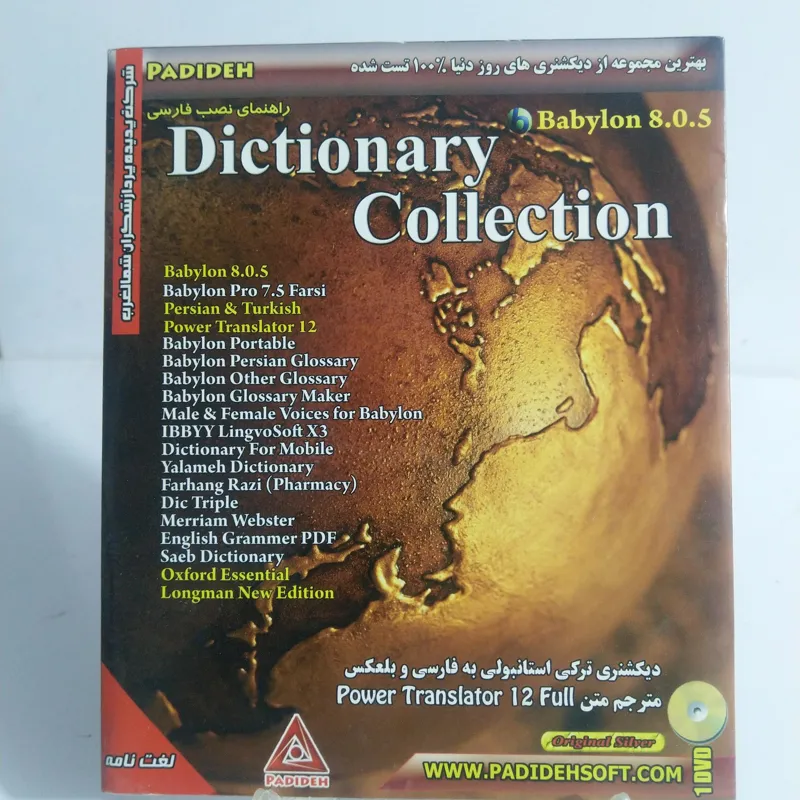 بهترین مجموعه از دیکشنری های روز دنیا ۱۰۰٪ تست شده
PADIDEH
شرکت پدیده پردازشگران شمالغرب
راهنمای نصب فارسی
Babylon 8.0.5
Dictionary
Collection
Babylon 8.0.5
Babylon Pro 7.5 Farsi
Persian & Turkish
Power Translator 12
Babylon Portable
Babylon Persian Glossary
Babylon Other Glossary
Babylon Glossary Maker
Male & Female Voices for Babylon
IBBYY LingvoSoft X3
Dictionary For Mobile
Yalameh Dictionary
Farhang Razi (Pharmacy)
Dic Triple
Merriam Webster
English Grammer PDF
Saeb Dictionary
Oxford Essential
Longman New Edition
دیکشنری ترکی استانبولی به فارسی و بلعکس
مترجم متن Power Translator 12 Full
Original Silver
لغت نامه
PADIDEH
WWW.PADIDEHSOFT.COM
1 DVD